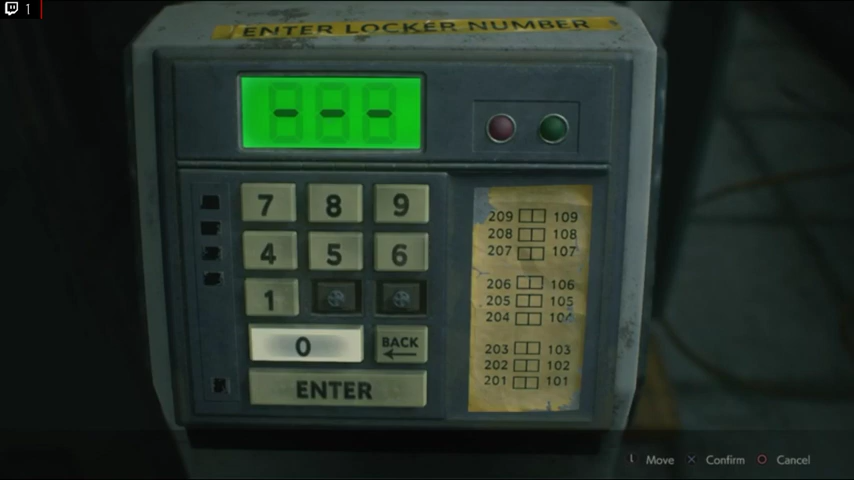 1
ENTER LOCKER NUMBER
7 8 9
4 5 6
1
0 BACK
ENTER
209 109
208 108
207 107
206 106
205 105
204 104
203 103
202 102
201 101
Move Confirm Cancel